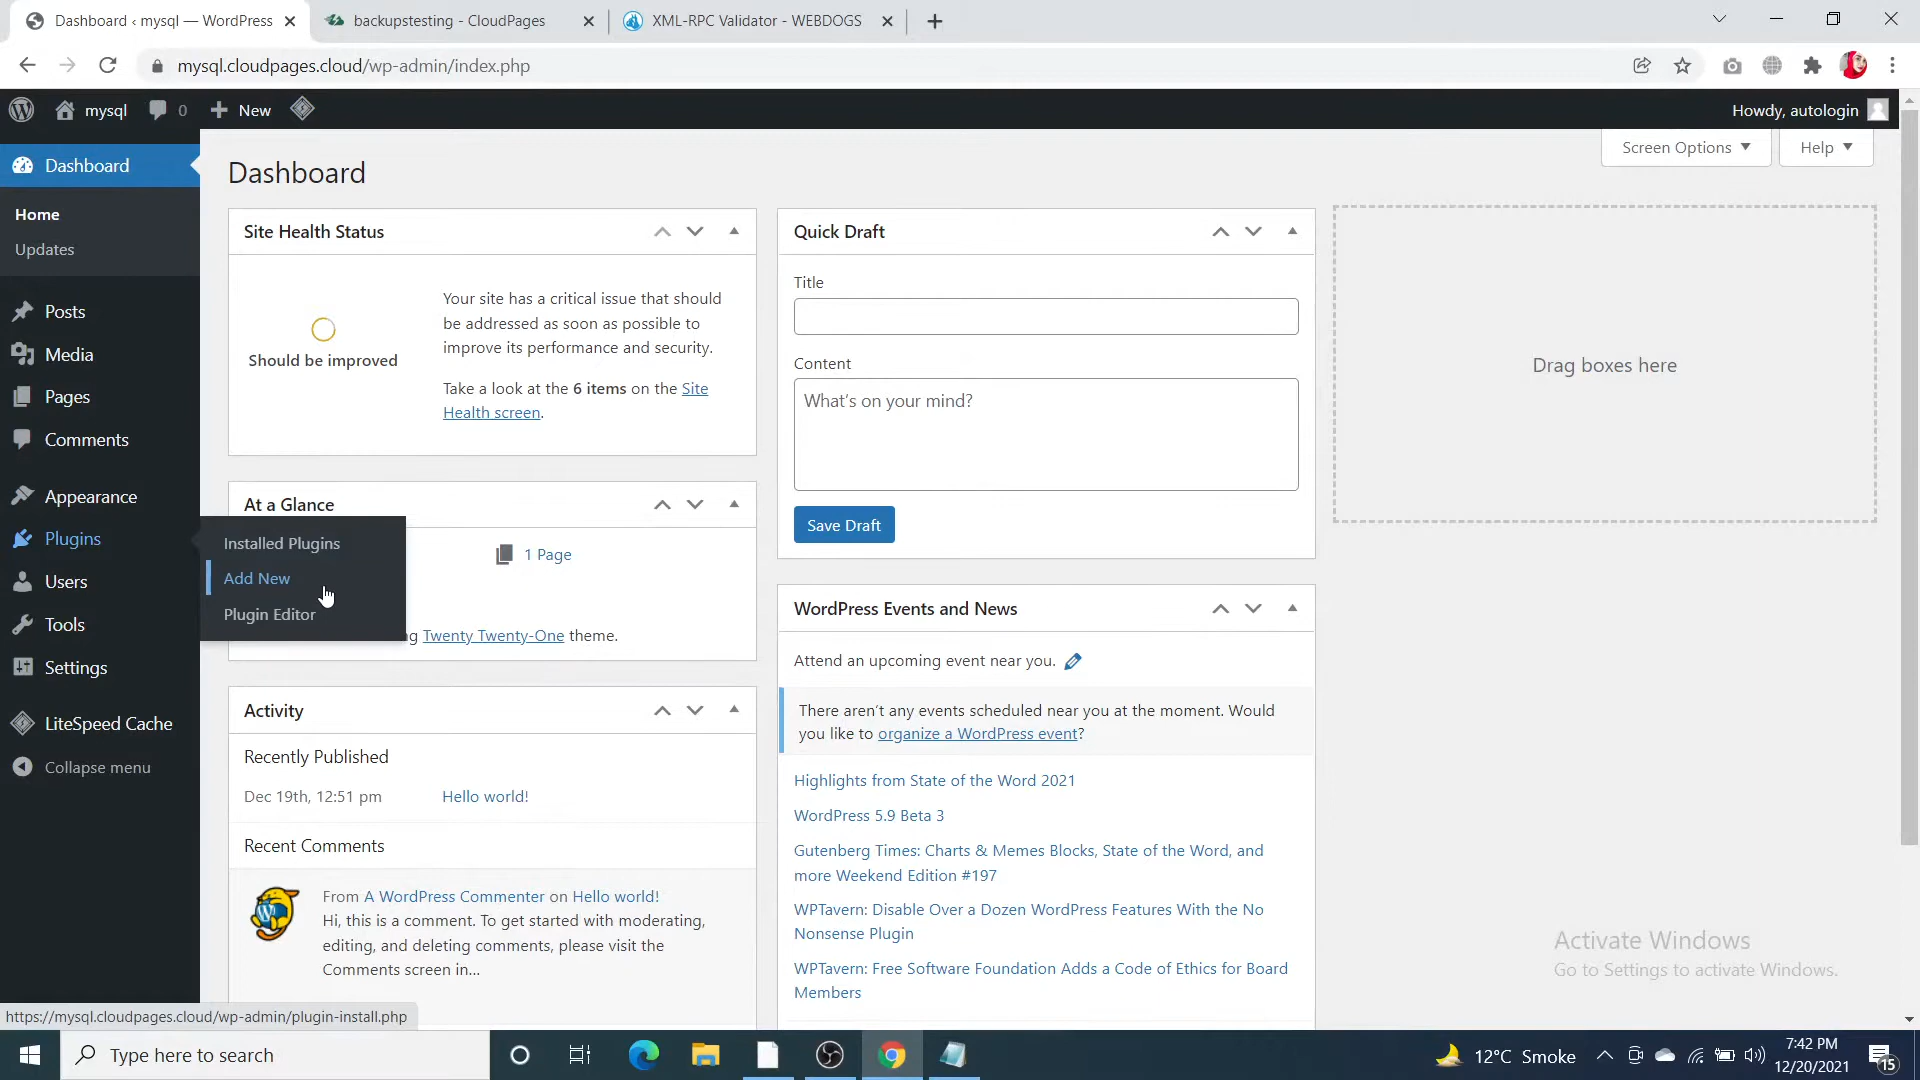 Dashboard ‹ mysql — WordPress
backupstesting - CloudPages
XML-RPC Validator - WEBDOGS
mysql.cloudpages.cloud/wp-admin/index.php
mysql
0
New
Howdy, autologin
Dashboard
Home
Updates
Posts
Media
Pages
Comments
Appearance
Plugins
Users
Tools
Settings
LiteSpeed Cache
Collapse menu
Installed Plugins
Add New
Plugin Editor
Screen Options
Help
Dashboard
Site Health Status
Should be improved
Your site has a critical issue that should
be addressed as soon as possible to
improve its performance and security.
Take a look at the 6 items on the Site
Health screen.
At a Glance
1 Page
g Twenty Twenty-One theme.
Activity
Recently Published
Dec 19th, 12:51 pm
Hello world!
Recent Comments
From A WordPress Commenter on Hello world!
Hi, this is a comment. To get started with moderating,
editing, and deleting comments, please visit the
Comments screen in...
Quick Draft
Title
Content
What's on your mind?
Save Draft
WordPress Events and News
Attend an upcoming event near you.
There aren't any events scheduled near you at the moment. Would
you like to organize a WordPress event?
Highlights from State of the Word 2021
WordPress 5.9 Beta 3
Gutenberg Times: Charts & Memes Blocks, State of the Word, and
more Weekend Edition #197
WPTavern: Disable Over a Dozen WordPress Features With the No
Nonsense Plugin
WPTavern: Free Software Foundation Adds a Code of Ethics for Board
Members
Drag boxes here
Activate Windows
Go to Settings to activate Windows.
https://mysql.cloudpages.cloud/wp-admin/plugin-install.php
Type here to search
12°C Smoke
7:42 PM
12/20/2021
15